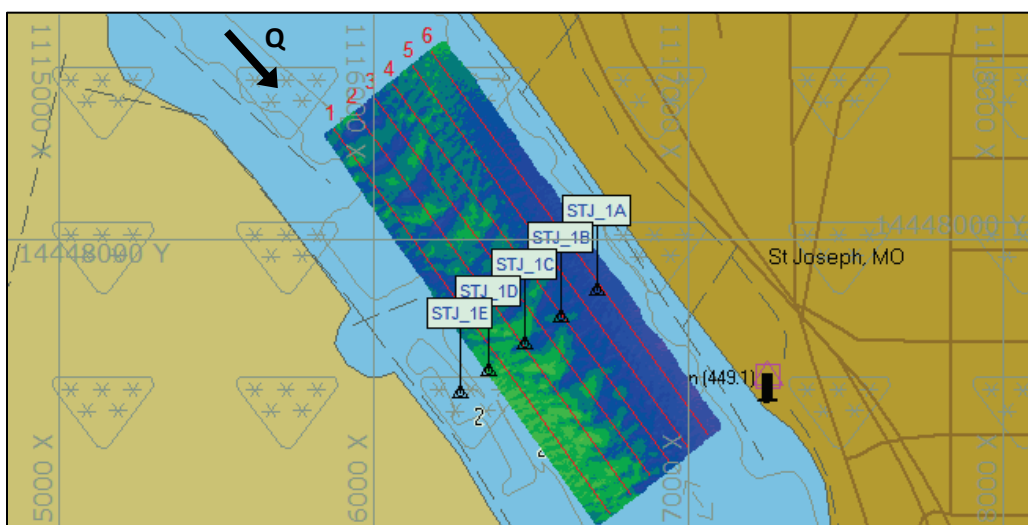 Q
1 2 3 4 5 6
1115000 X
1116000 X
1117000 X
1118000 X
14448000 Y
14448000 Y
STJ_1A
STJ_1B
STJ_1C
STJ_1D
STJ_1E
St Joseph, MO
n (449.1)
2
5000 X
6000 X
7000 X